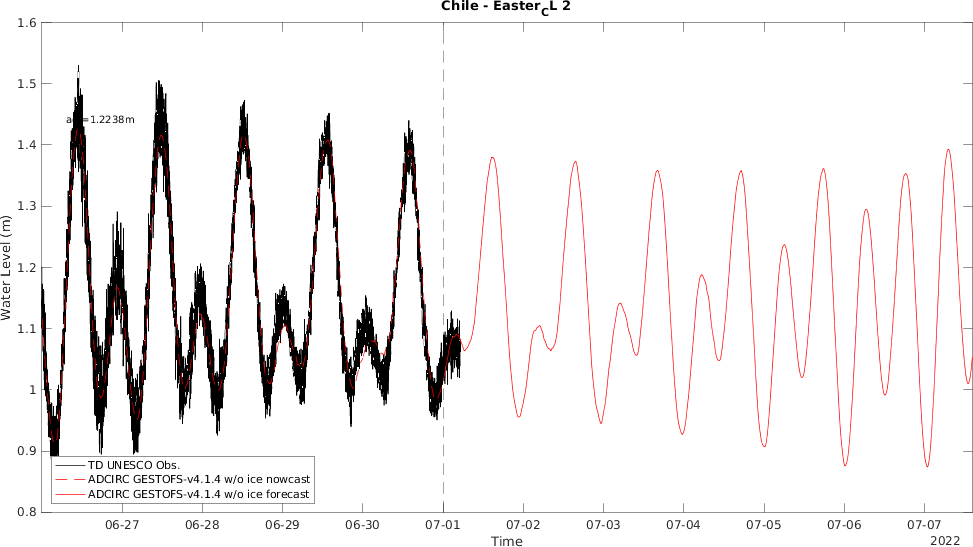 Chile - EasterCL 2
1.6
1.5
1.4
1.3
1.2
1.1
1
0.9
0.8
Water Level (m)
=1.2238m
TD UNESCO Obs.
ADCIRC GESTOFS-v4.1.4 w/o ice nowcast
ADCIRC GESTOFS-v4.1.4 w/o ice forecast
06-27 06-28 06-29 06-30 07-01 07-02 07-03 07-04 07-05 07-06 07-07
Time
2022